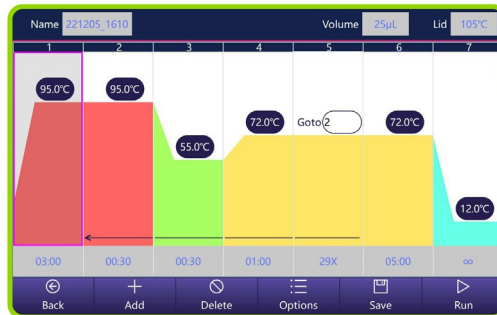 Name 221205_1610 Volume 25µL Lid 105℃
1 2 3 4 5 6 7
95.0℃ 95.0℃ 55.0℃ 72.0℃ Goto 2 72.0℃ 12.0℃
03:00 00:30 00:30 01:00 29X 05:00 ∞
Back Add Delete Options Save Run